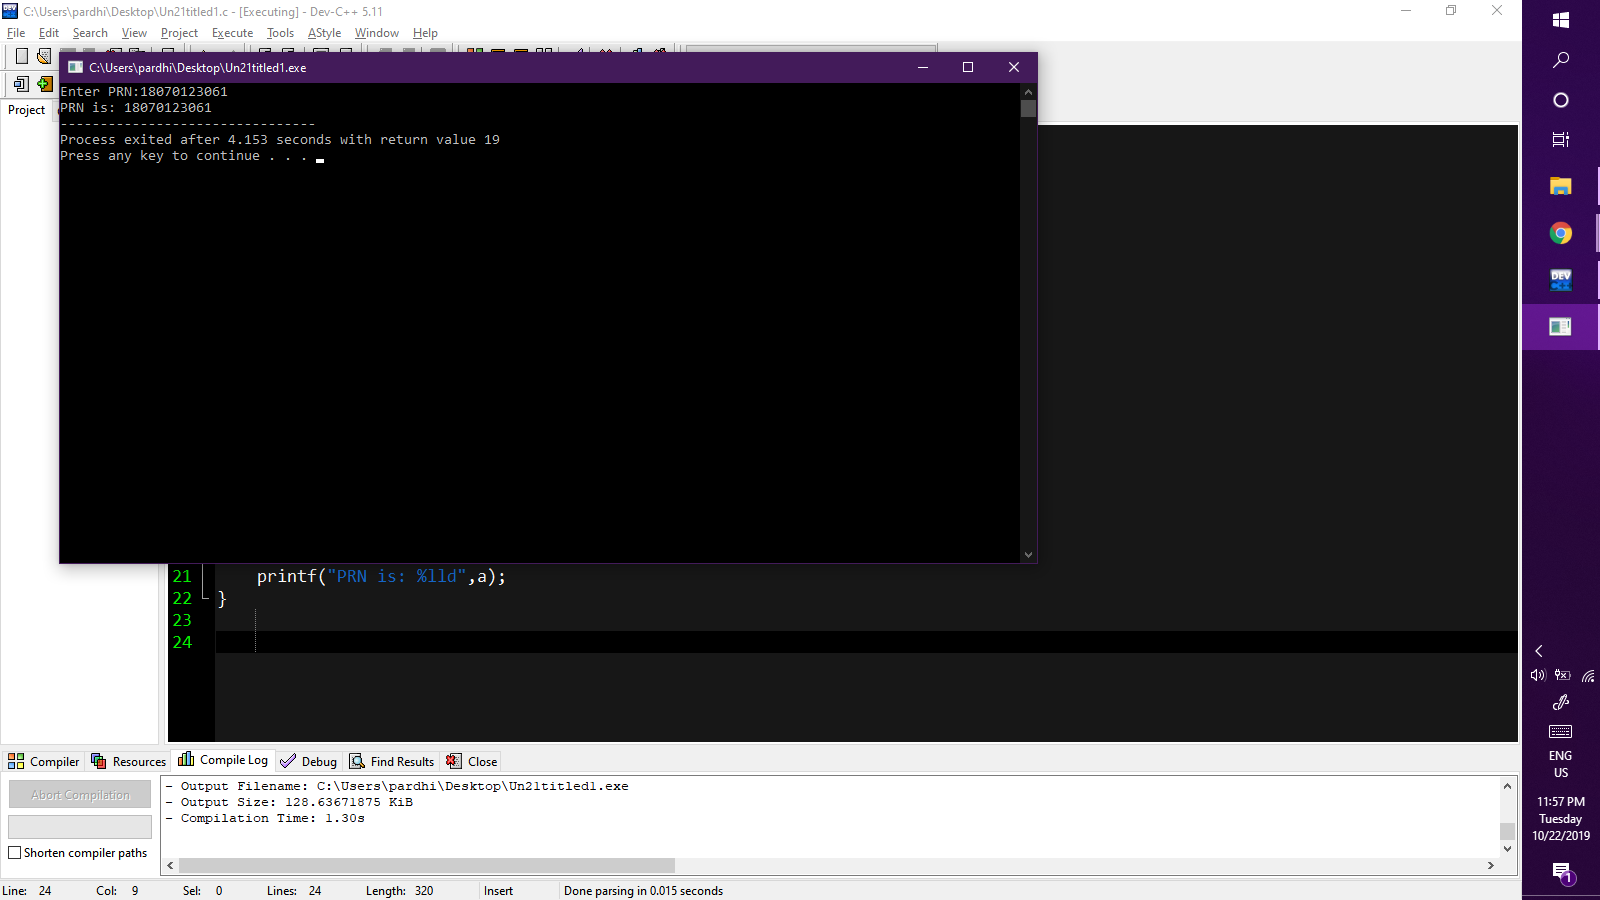 C:\Users\pardhi\Desktop\Un21titled1.c - [Executing] - Dev-C++ 5.11
File Edit Search View Project Execute Tools AStyle Window Help
C:\Users\pardhi\Desktop\Un21titled1.exe
Enter PRN:18070123061
PRN is: 18070123061
--------------------------------
Process exited after 4.153 seconds with return value 19
Press any key to continue . . .
Project
21 printf("PRN is: %lld",a);
22 }
23
24
Compiler Resources Compile Log Debug Find Results Close
Abort Compilation
Shorten compiler paths
- Output Filename: C:\Users\pardhi\Desktop\Un21titled1.exe
- Output Size: 128.63671875 KiB
- Compilation Time: 1.30s
Line: 24 Col: 9 Sel: 0 Lines: 24 Length: 320 Insert Done parsing in 0.015 seconds
DEV C++
ENG
US
11:57 PM
Tuesday
10/22/2019
1